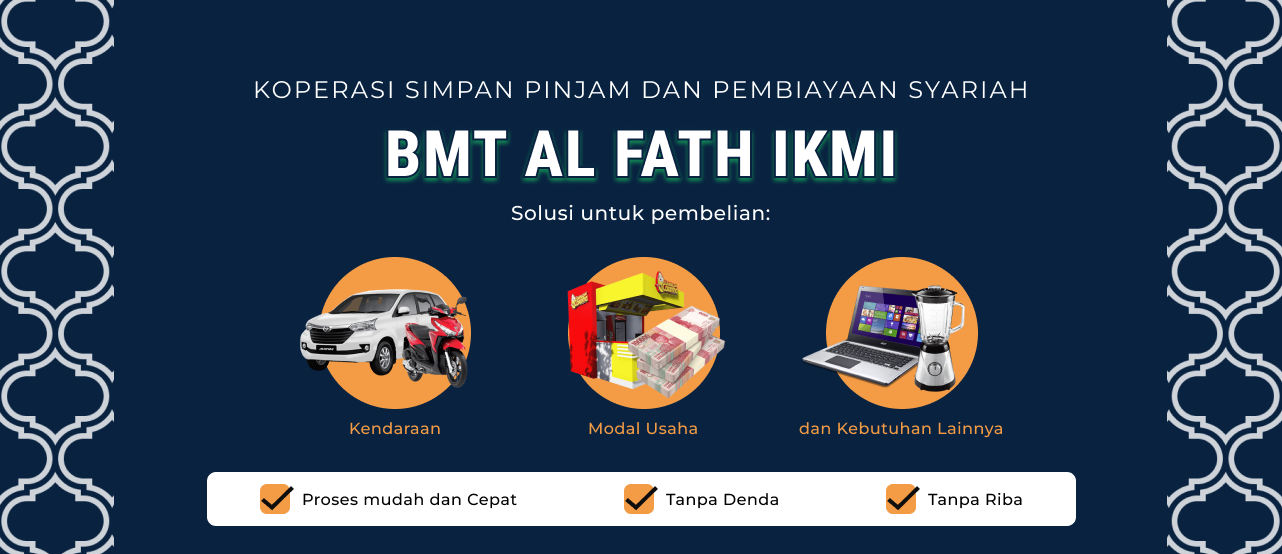 KOPERASI SIMPAN PINJAM DAN PEMBIAYAAN SYARIAH
BMT AL FATH IKMI
Solusi untuk pembelian:
Kendaraan
Modal Usaha
dan Kebutuhan Lainnya
Proses mudah dan Cepat
Tanpa Denda
Tanpa Riba